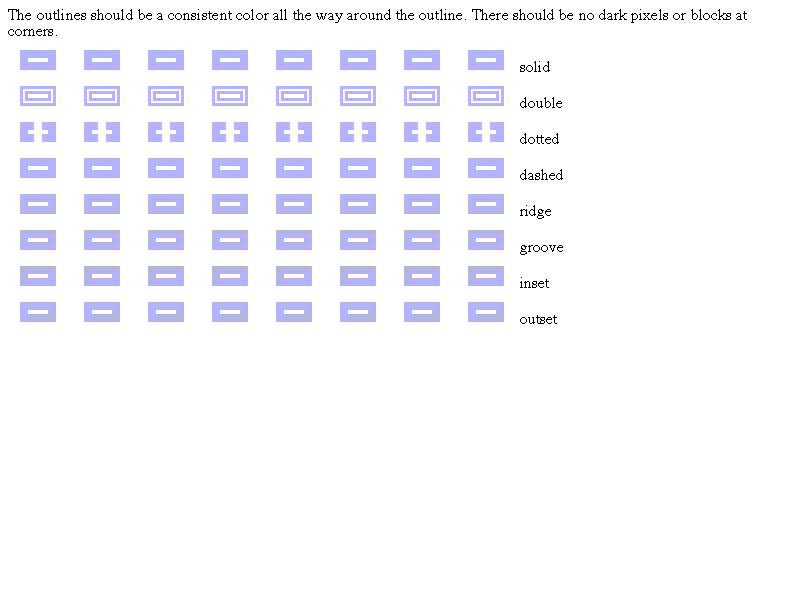 The outlines should be a consistent color all the way around the outline. There should be no dark pixels or blocks at
corners.
solid
double
dotted
dashed
ridge
groove
inset
outset